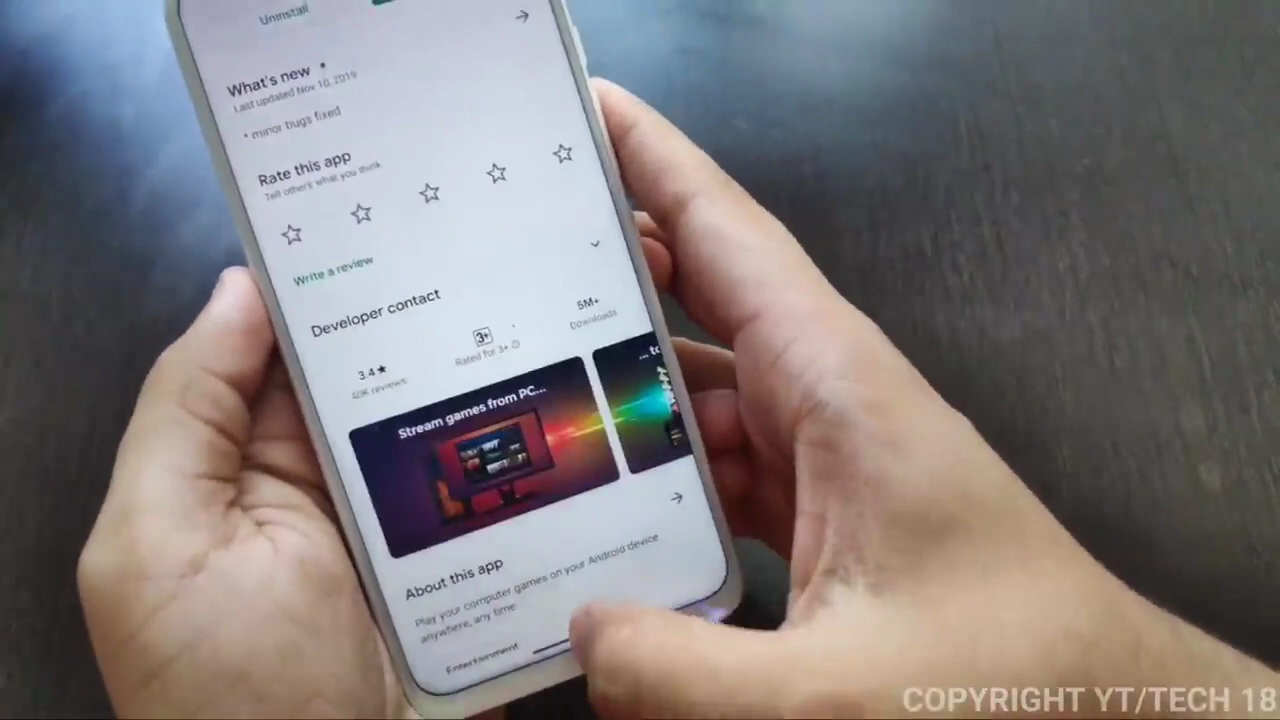 Uninstall
What's new •
Last updated Nov 10, 2019
• minor bugs fixed
Rate this app
Tell others what you think
Write a review
Developer contact
3.4★
40K reviews
3+
Rated for 3+
5M+
Downloads
Stream games from PC...
... to
About this app
Play your computer games on your Android device
anywhere, any time
Entertainment
COPYRIGHT YT/TECH 18